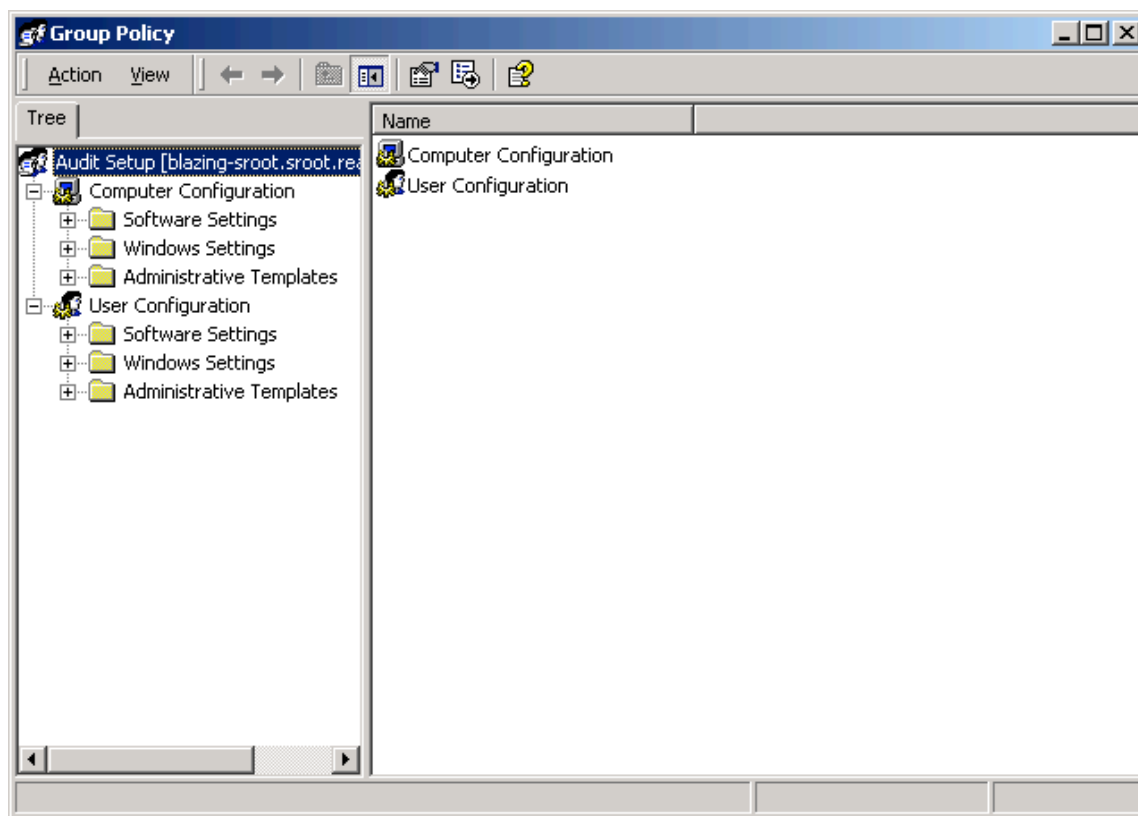 Group Policy
Action View
Tree
Name
Audit Setup [blazing-sroot.sroot.rea
Computer Configuration
Software Settings
Windows Settings
Administrative Templates
User Configuration
Software Settings
Windows Settings
Administrative Templates
Computer Configuration
User Configuration